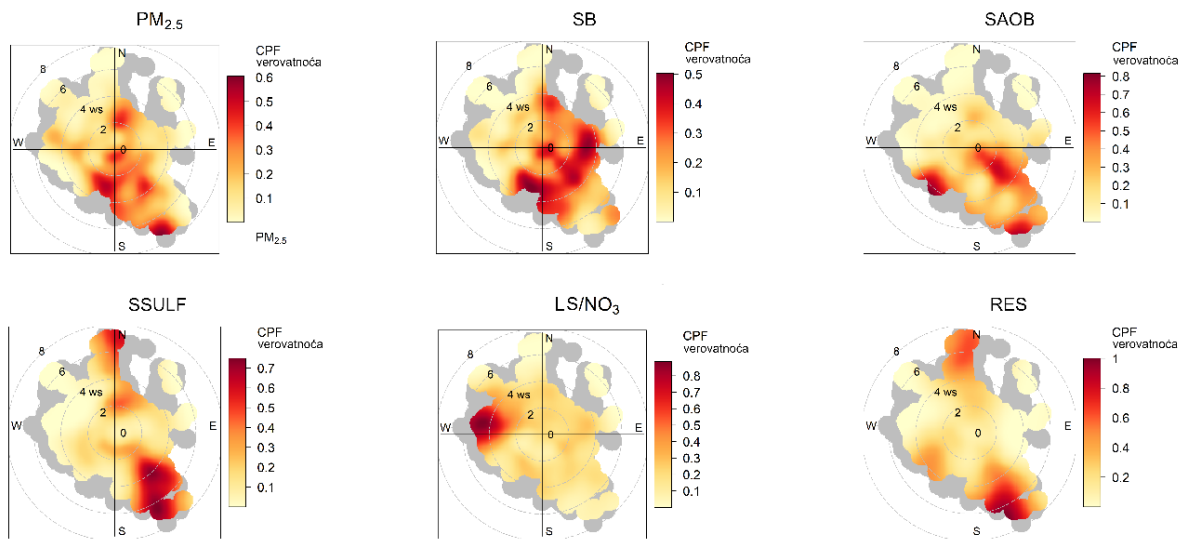 PM2.5
N
8
6
4 ws
2
0
W
E
S
CPF
verovatnoća
0.6
0.5
0.4
0.3
0.2
0.1
PM2.5
SB
N
8
6
4 ws
2
0
W
E
S
CPF
verovatnoća
0.5
0.4
0.3
0.2
0.1
SAOB
N
8
6
4 ws
2
0
W
E
S
CPF
verovatnoća
0.8
0.7
0.6
0.5
0.4
0.3
0.2
0.1
SSULF
N
8
6
4 ws
2
0
W
E
S
CPF
verovatnoća
0.7
0.6
0.5
0.4
0.3
0.2
0.1
LS/NO3
N
8
6
4 ws
2
0
W
E
S
CPF
verovatnoća
0.8
0.7
0.6
0.5
0.4
0.3
0.2
0.1
RES
N
8
6
4 ws
2
0
W
E
S
CPF
verovatnoća
1
0.8
0.6
0.4
0.2